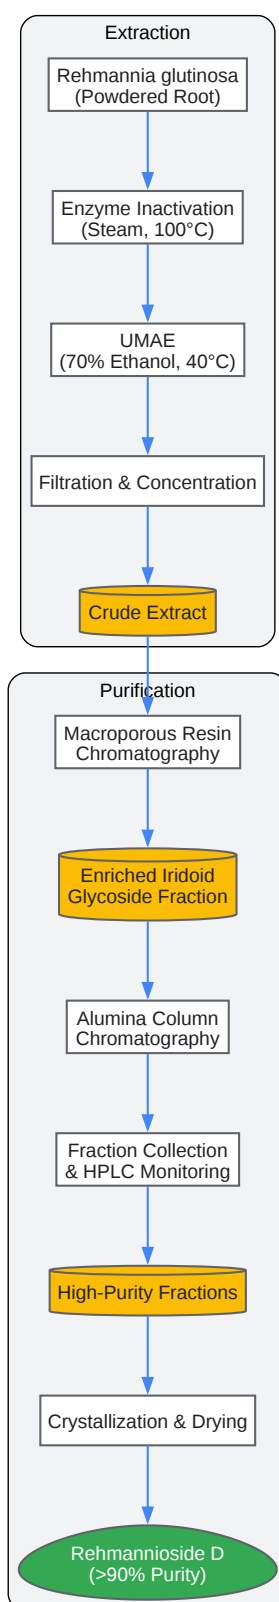 Extraction
Rehmannia glutinosa
(Powdered Root)
Enzyme Inactivation
(Steam, 100°C)
UMAE
(70% Ethanol, 40°C)
Filtration & Concentration
Crude Extract
Purification
Macroporous Resin
Chromatography
Enriched Iridoid
Glycoside Fraction
Alumina Column
Chromatography
Fraction Collection
& HPLC Monitoring
High-Purity Fractions
Crystallization & Drying
Rehmannioside D
(>90% Purity)